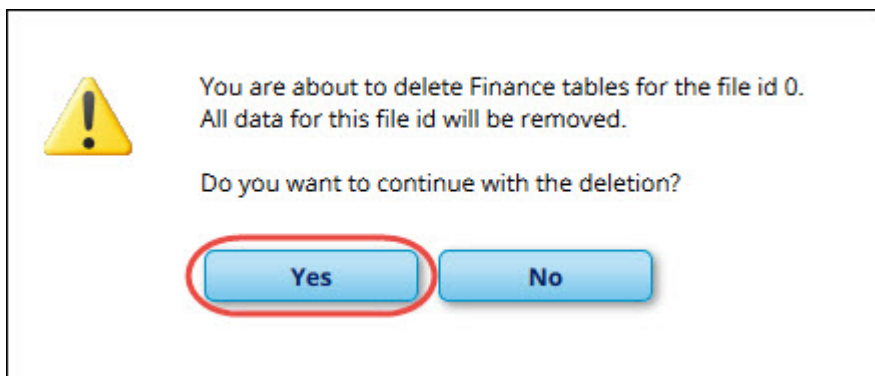 You are about to delete Finance tables for the file id 0.
All data for this file id will be removed.
Do you want to continue with the deletion?
Yes
No